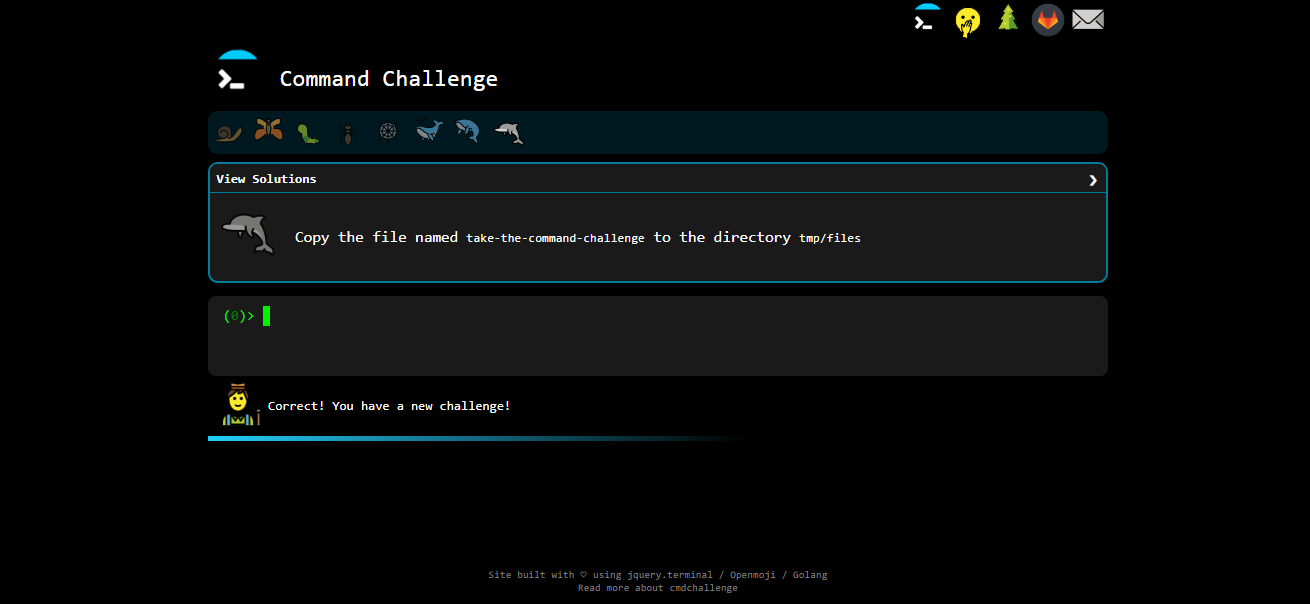 Command Challenge
View Solutions
Copy the file named take-the-command-challenge to the directory tmp/files
(0)>
Correct! You have a new challenge!
Site built with ♡ using jquery.terminal / Openmoji / Golang
Read more about cmdchallenge